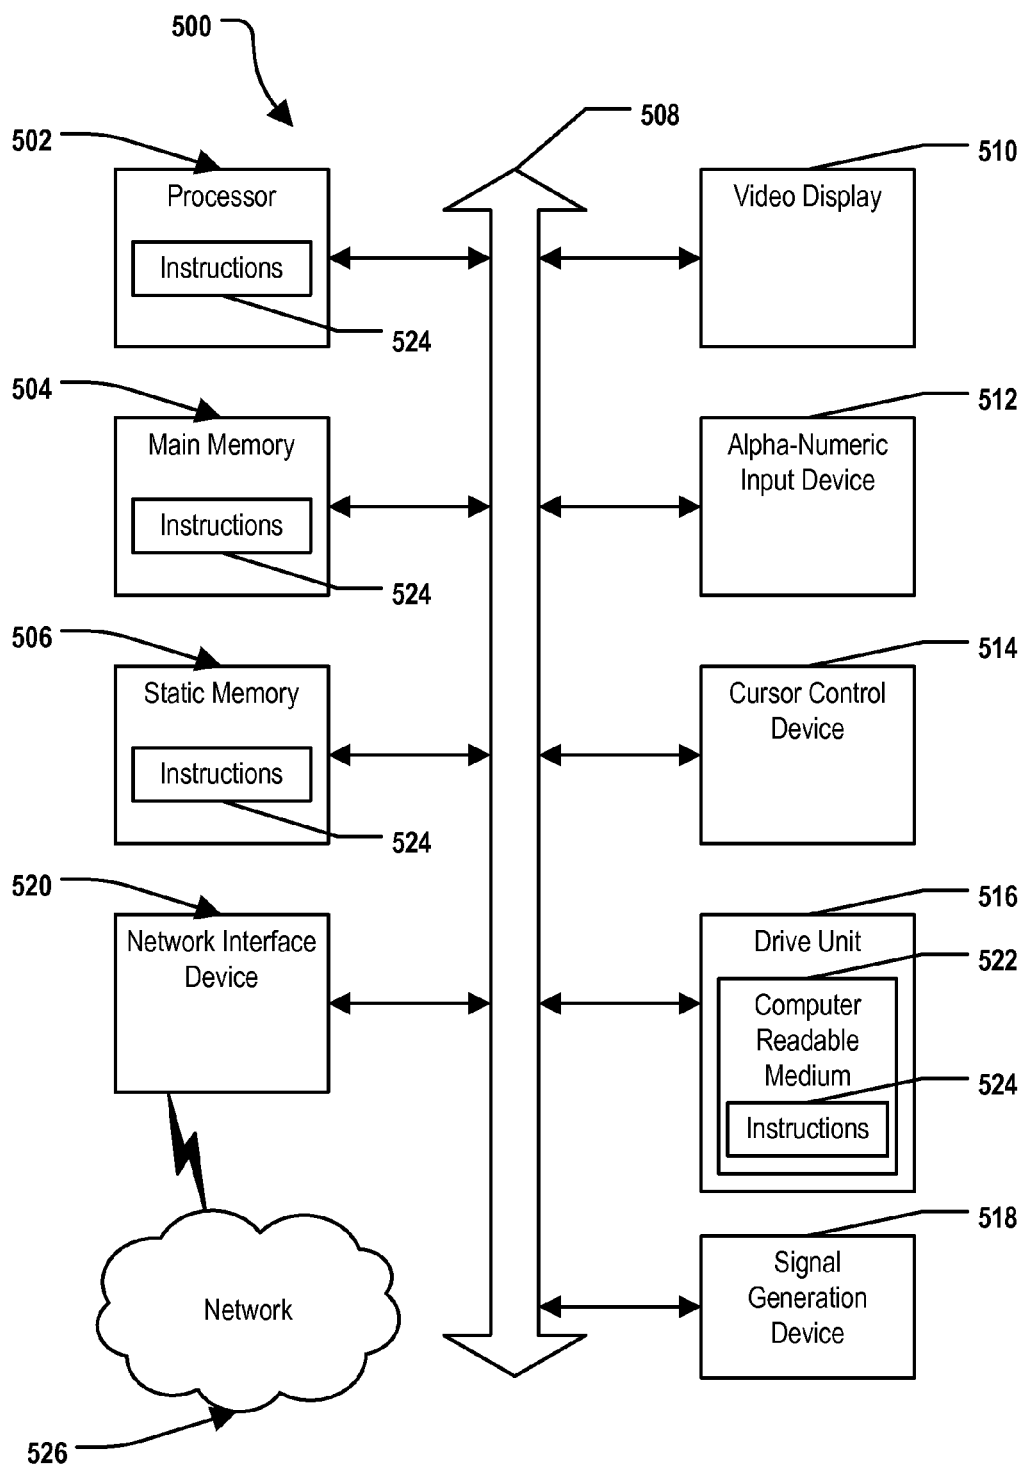 500
508
502
Processor
Instructions
524
510
Video Display
504
Main Memory
Instructions
524
512
Alpha-Numeric
Input Device
506
Static Memory
Instructions
524
514
Cursor Control
Device
520
Network Interface
Device
516
Drive Unit
522
Computer
Readable
Medium
524
Instructions
518
Signal
Generation
Device
Network
526